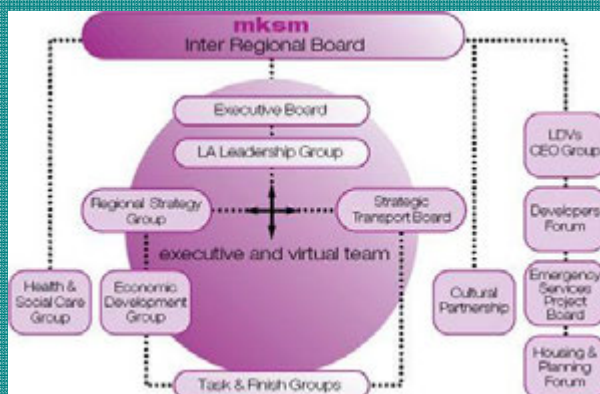 mksm
Inter Regional Board
Executive Board
LA Leadership Group
Regional Strategy
Group
Strategic
Transport Board
executive and virtual team
Health &
Social Care
Group
Economic
Development
Group
Cultural
Partnership
LDVs
CEO Group
Developers
Forum
Emergency
Services
Project
Board
Housing &
Planning
Forum
Task & Finish Groups